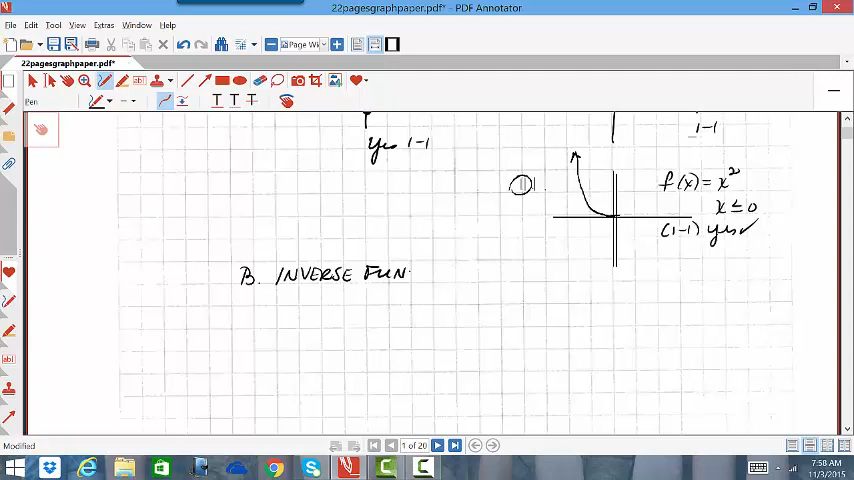 22pagesgraphpaper.pdf* - PDF Annotator
File Edit Tool View Extras Window Help
Page Wi
22pagesgraphpaper.pdf*
Pen
yes 1-1
1-1
f(x) = x²
x ≤ 0
(1-1) yes✓
B. INVERSE FUN
Modified
1 of 20
7:58 AM
11/3/2015